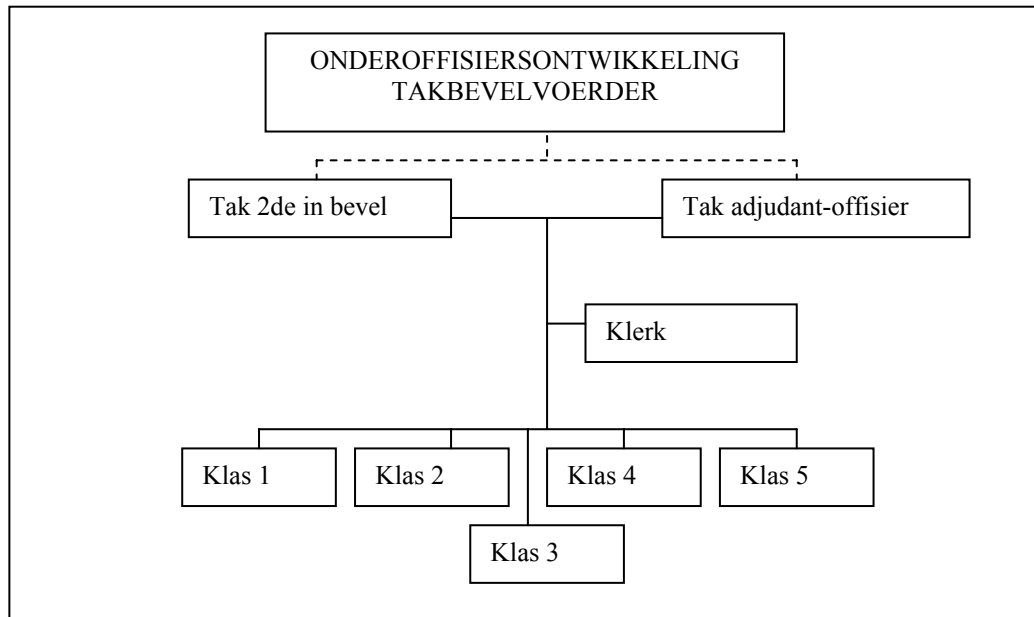 ONDEROFFISIERSONTWIKKELING
TAKBEVELVOERDER
Tak 2de in bevel
Tak adjudant-offisier
Klerk
Klas 1
Klas 2
Klas 4
Klas 5
Klas 3